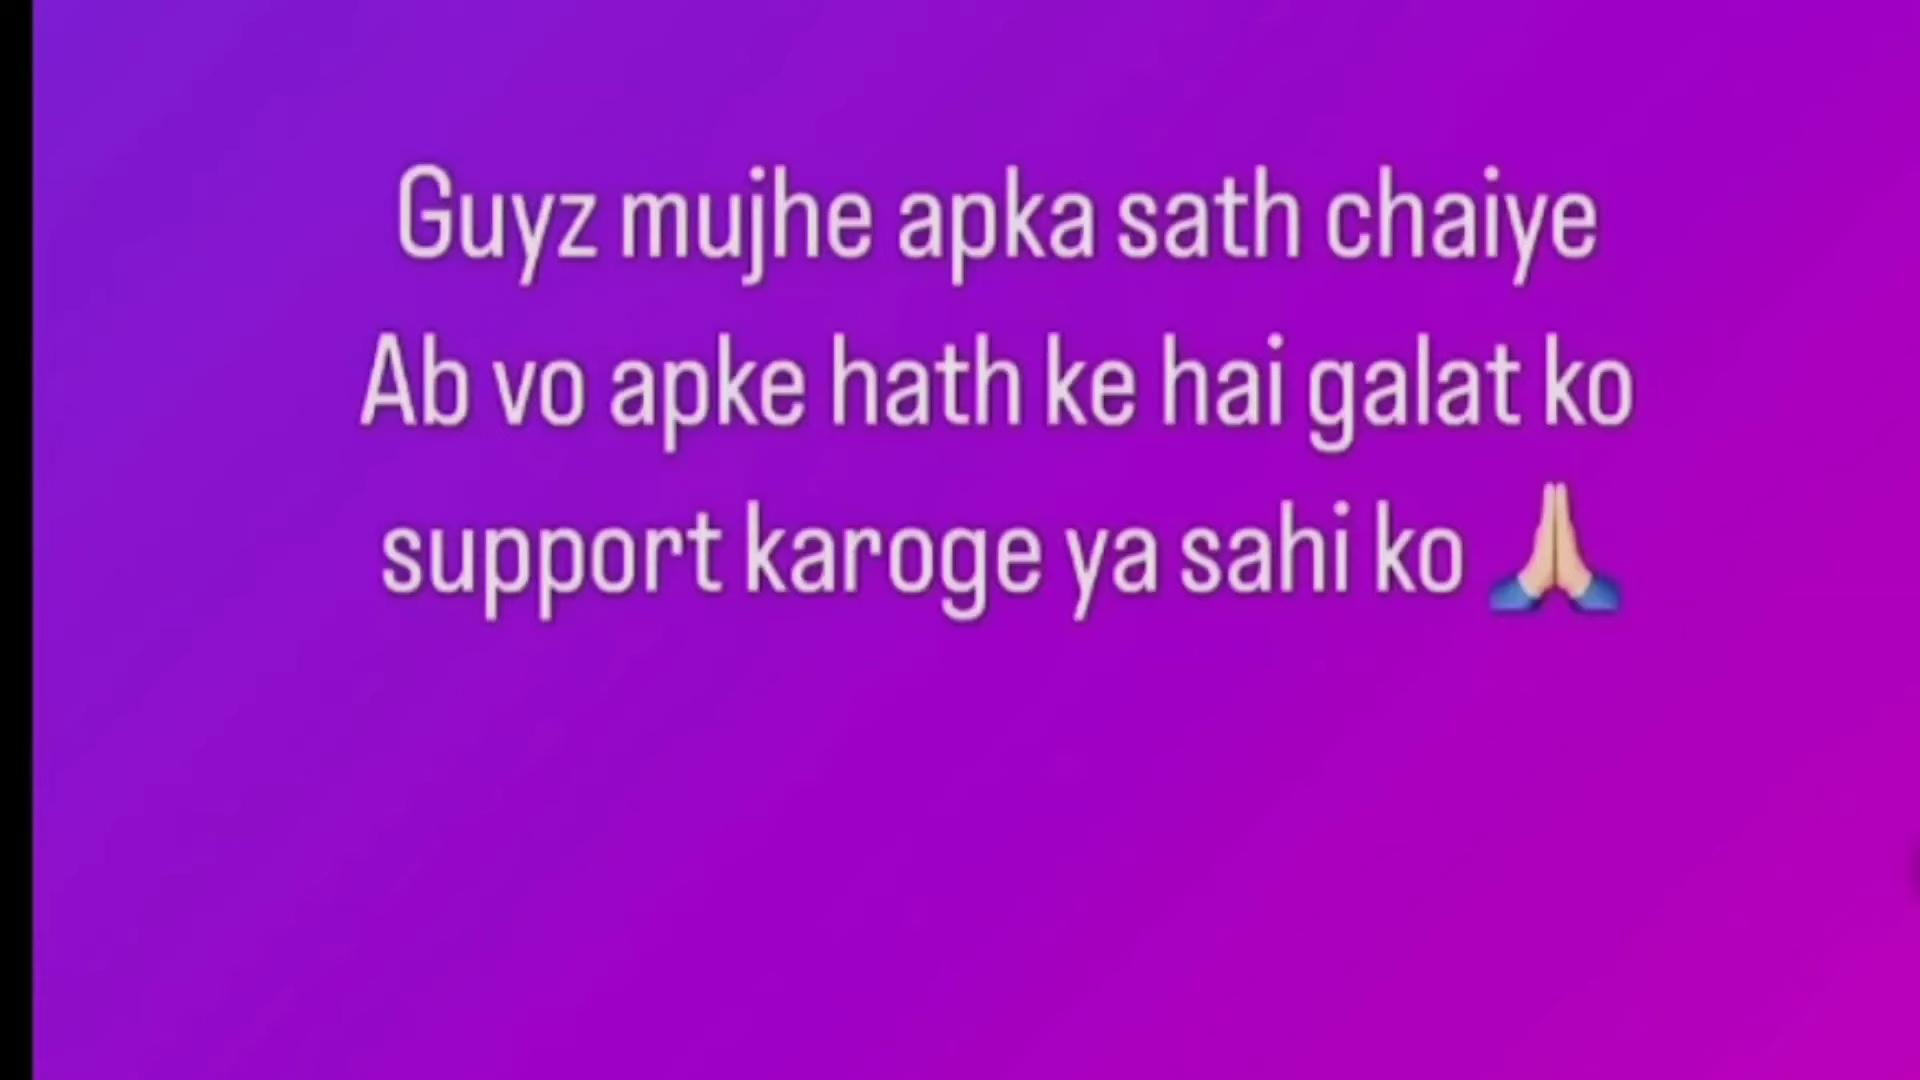 Guyz mujhe apka sath chaiye
Ab vo apke hath ke hai galat ko
support karoge ya sahi ko 🙏🏻